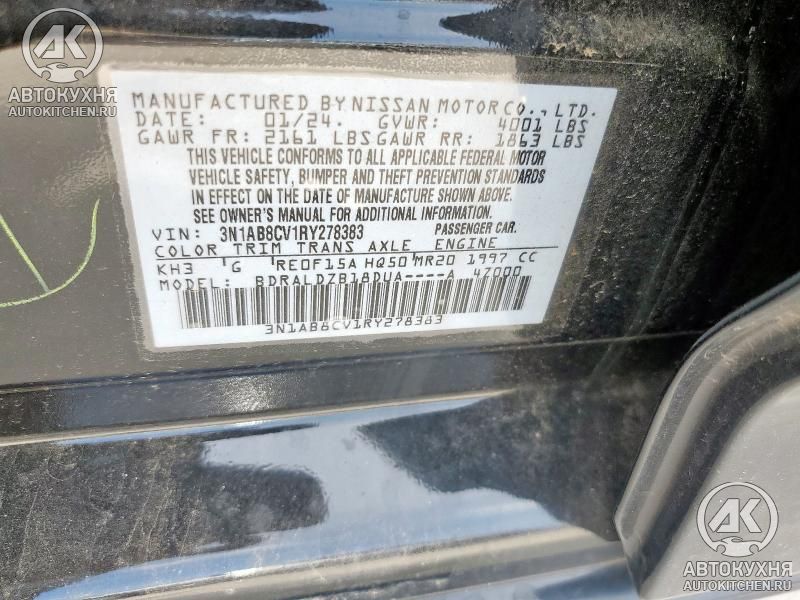 AK
АВТОКУХНЯ
AUTOKITCHEN.RU
MANUFACTURED BY NISSAN MOTOR CO., LTD.
DATE: 01/24. GVWR: 4001 LBS
GAWR FR: 2161 LBS GAWR RR: 1863 LBS
THIS VEHICLE CONFORMS TO ALL APPLICABLE FEDERAL MOTOR
VEHICLE SAFETY, BUMPER AND THEFT PREVENTION STANDARDS
IN EFFECT ON THE DATE OF MANUFACTURE SHOWN ABOVE.
SEE OWNER'S MANUAL FOR ADDITIONAL INFORMATION
VIN: 3N1AB8CV1RY278383 PASSENGER CAR.
COLOR TRIM TRANS AXLE ENGINE
KH3 G RE0F15A HQ50 MR20 1997 CC
MODEL: BDRALDZB18DUA----A 47000
3N1AB8CV1RY278383
AK
АВТОКУХНЯ
AUTOKITCHEN.RU